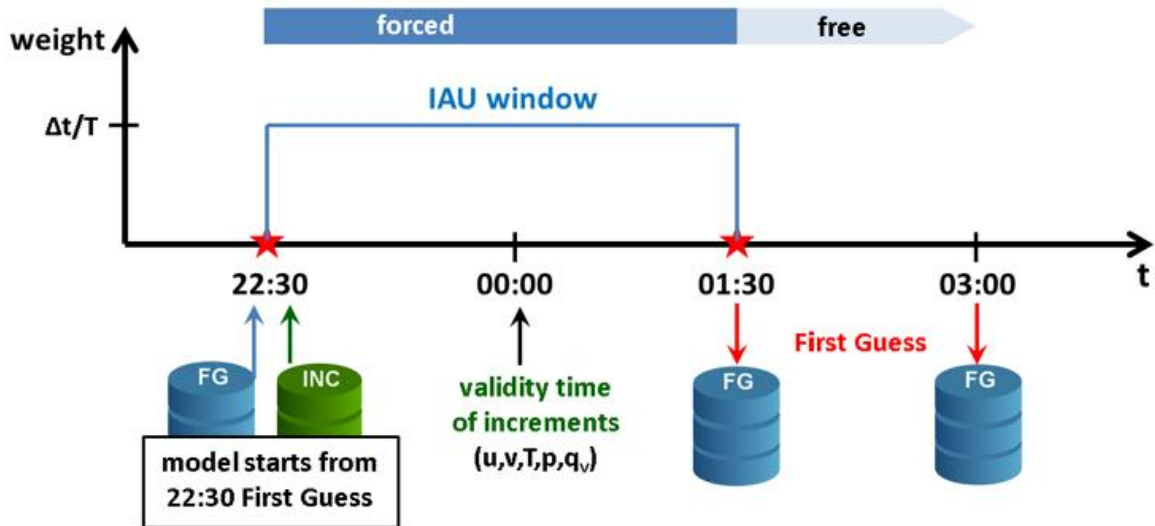 forced
free
weight
IAU window
Δt/T
22:30
00:00
01:30
03:00
t
FG
INC
model starts from
22:30 First Guess
validity time
of increments
(u,v,T,p,qᵥ)
First Guess
FG
FG